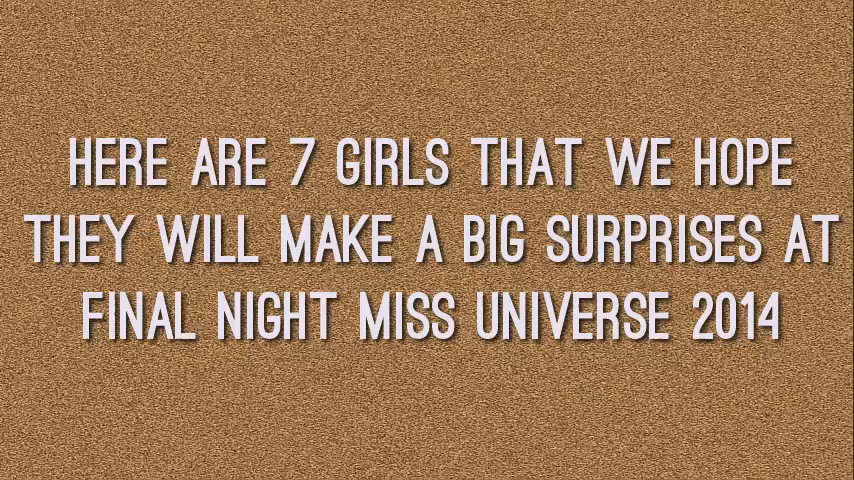 HERE ARE 7 GIRLS THAT WE HOPE
THEY WILL MAKE A BIG SURPRISES AT
FINAL NIGHT MISS UNIVERSE 2014